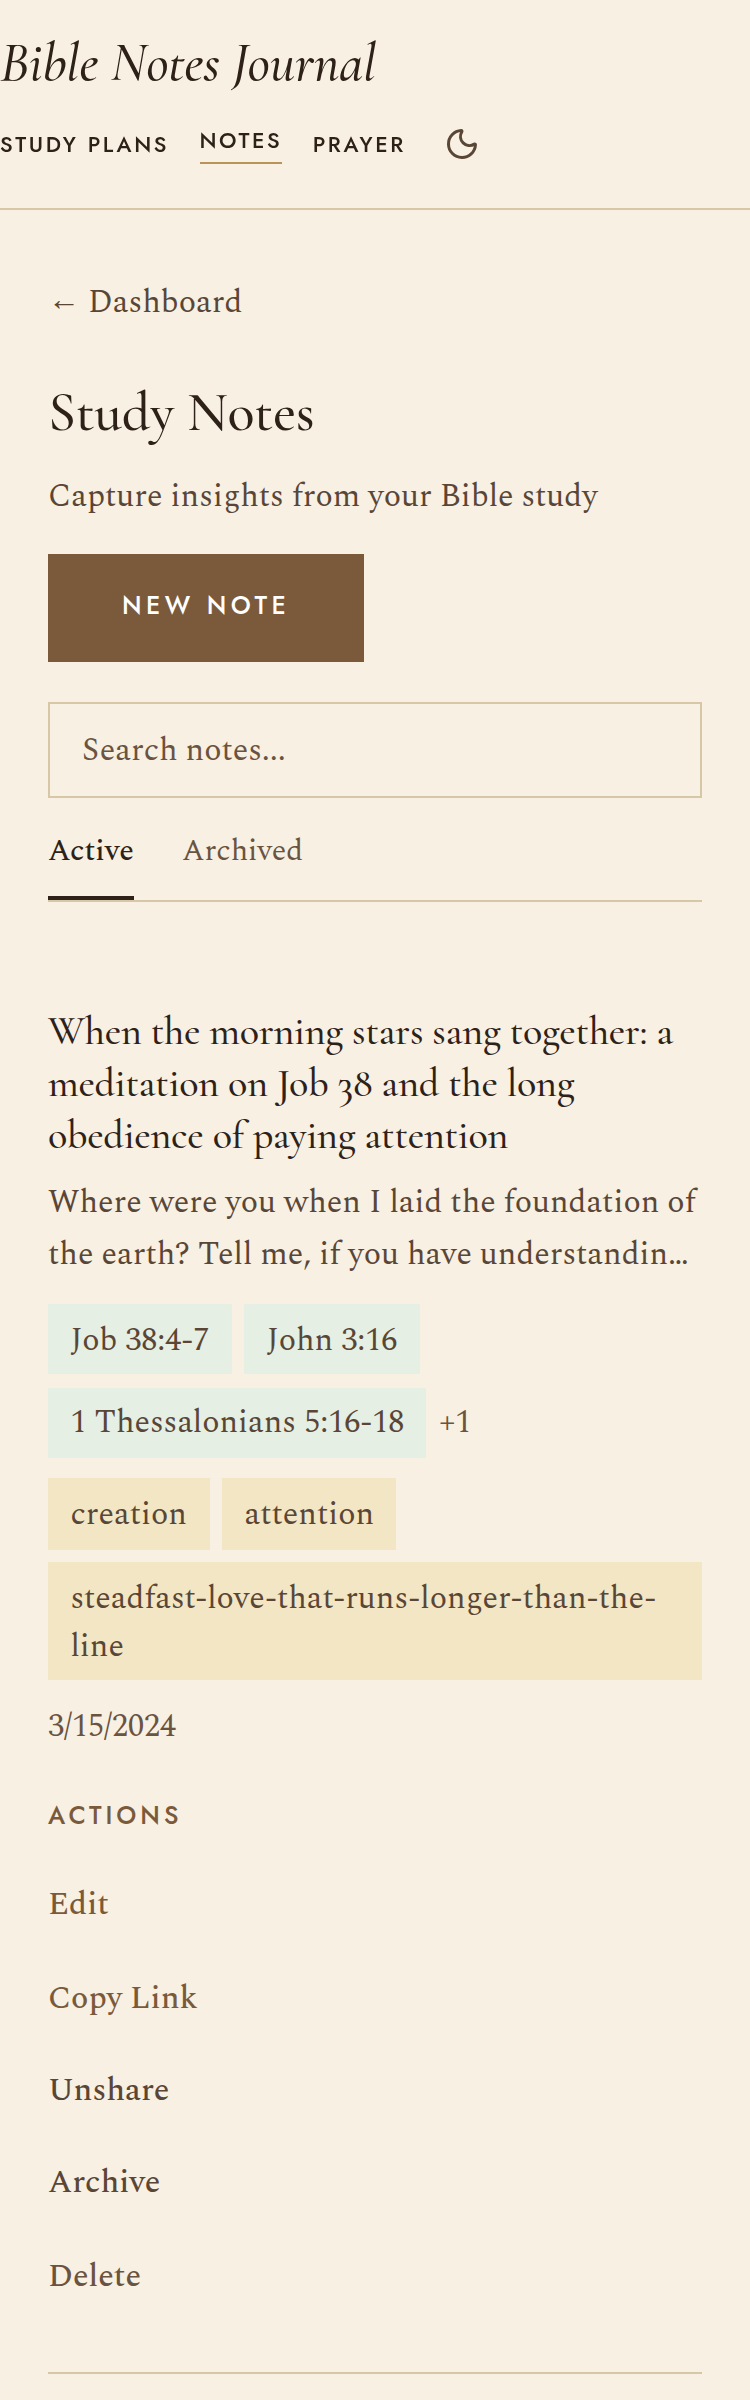 Bible Notes Journal
STUDY PLANS NOTES PRAYER
← Dashboard
Study Notes
Capture insights from your Bible study
NEW NOTE
Search notes...
Active Archived
When the morning stars sang together: a
meditation on Job 38 and the long
obedience of paying attention
Where were you when I laid the foundation of
the earth? Tell me, if you have understandin...
Job 38:4-7 John 3:16
1 Thessalonians 5:16-18 +1
creation attention
steadfast-love-that-runs-longer-than-the-
line
3/15/2024
ACTIONS
Edit
Copy Link
Unshare
Archive
Delete